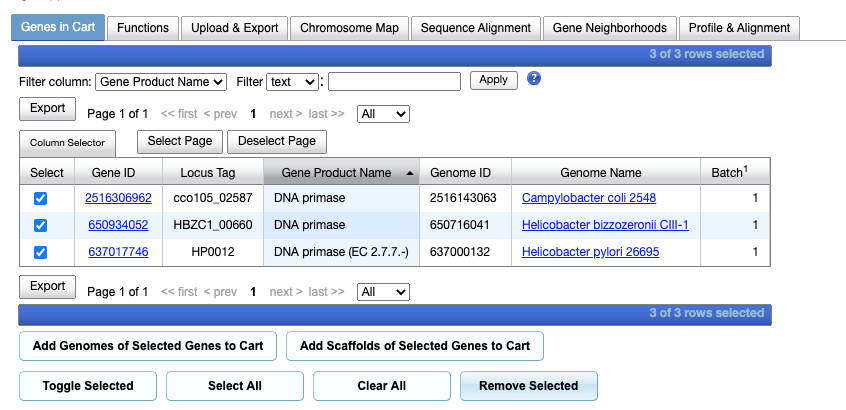 Genes in Cart Functions Upload & Export Chromosome Map Sequence Alignment Gene Neighborhoods Profile & Alignment
3 of 3 rows selected
Filter column: Gene Product Name Filter text : Apply ?
Export Page 1 of 1 << first < prev 1 next > last >> All
Column Selector Select Page Deselect Page
Select Gene ID Locus Tag Gene Product Name Genome ID Genome Name Batch1
2516306962 cco105_02587 DNA primase 2516143063 Campylobacter coli 2548 1
650934052 HBZC1_00660 DNA primase 650716041 Helicobacter bizzozeronii CIII-1 1
637017746 HP0012 DNA primase (EC 2.7.7.-) 637000132 Helicobacter pylori 26695 1
Export Page 1 of 1 << first < prev 1 next > last >> All
3 of 3 rows selected
Add Genomes of Selected Genes to Cart Add Scaffolds of Selected Genes to Cart
Toggle Selected Select All Clear All Remove Selected